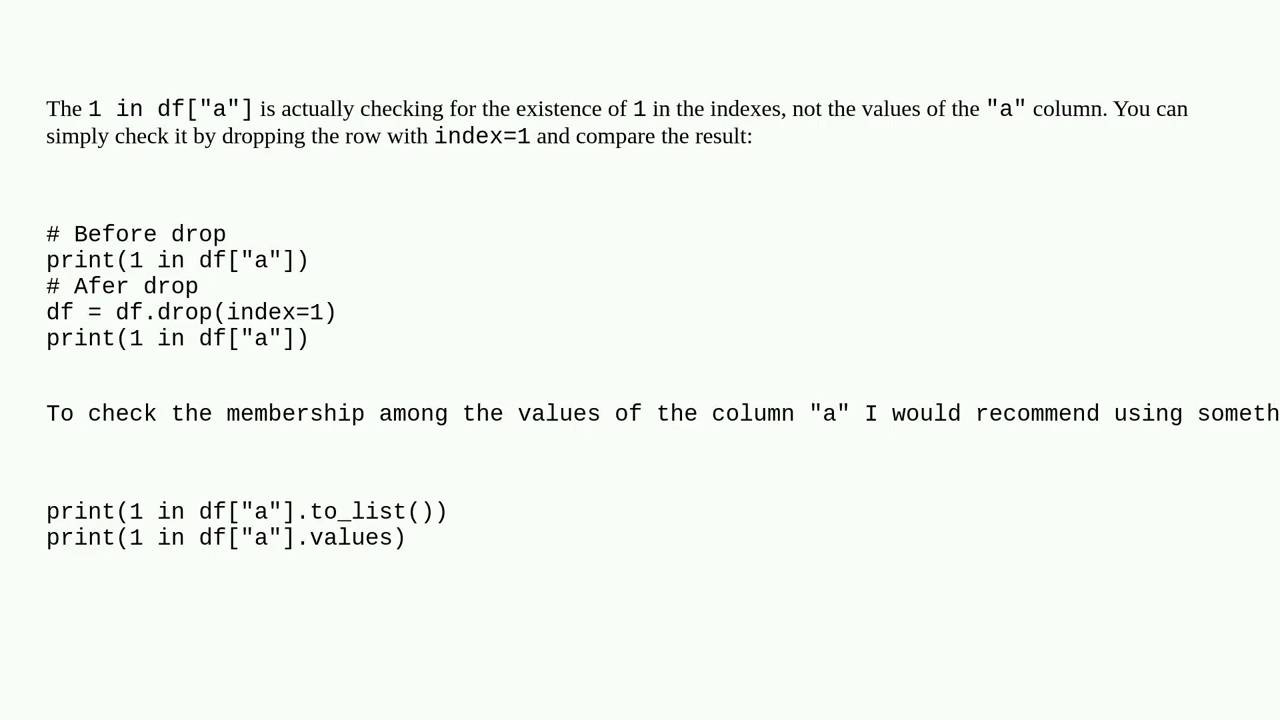 The 1 in df["a"] is actually checking for the existence of 1 in the indexes, not the values of the "a" column. You can
simply check it by dropping the row with index=1 and compare the result:
# Before drop
print(1 in df["a"])
# Afer drop
df = df.drop(index=1)
print(1 in df["a"])
To check the membership among the values of the column "a" I would recommend using
print(1 in df["a"].to_list())
print(1 in df["a"].values)